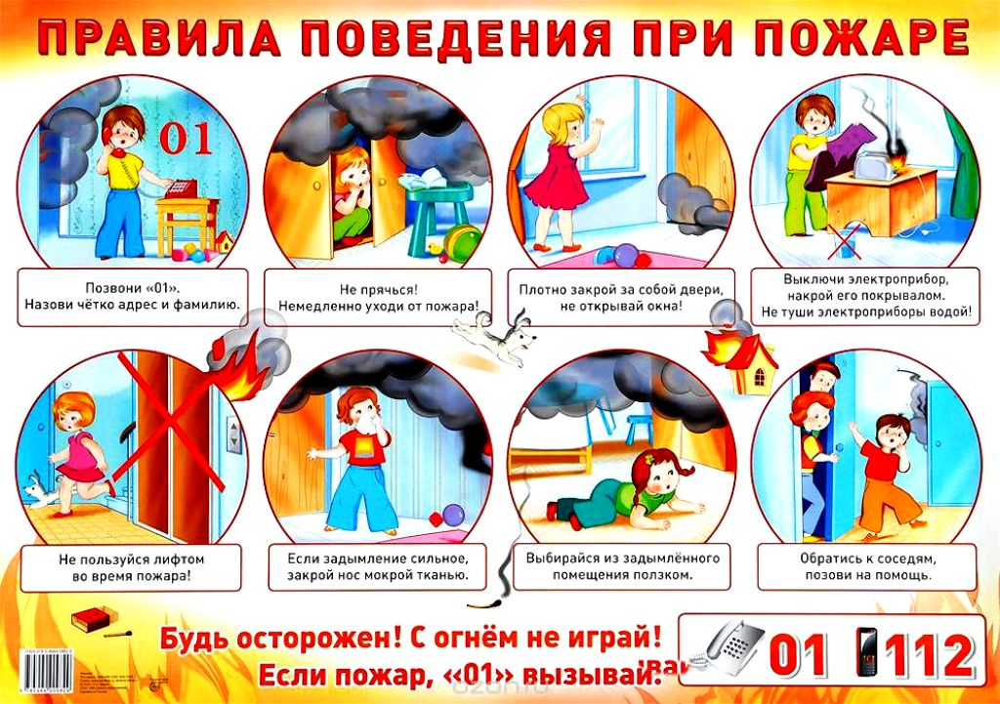 ПРАВИЛА ПОВЕДЕНИЯ ПРИ ПОЖАРЕ
01
Позвони «01».
Назови чётко адрес и фамилию.
Не прячься!
Немедленно уходи от пожара!
Плотно закрой за собой двери,
не открывай окна!
Выключи электроприбор,
накрой его покрывалом.
Не туши электроприборы водой!
Не пользуйся лифтом
во время пожара!
Если задымление сильное,
закрой нос мокрой тканью.
Выбирайся из задымлённого
помещения ползком.
Обратись к соседям,
позови на помощь.
Будь осторожен! С огнём не играй!
Если пожар, «01» вызывай!
01 112